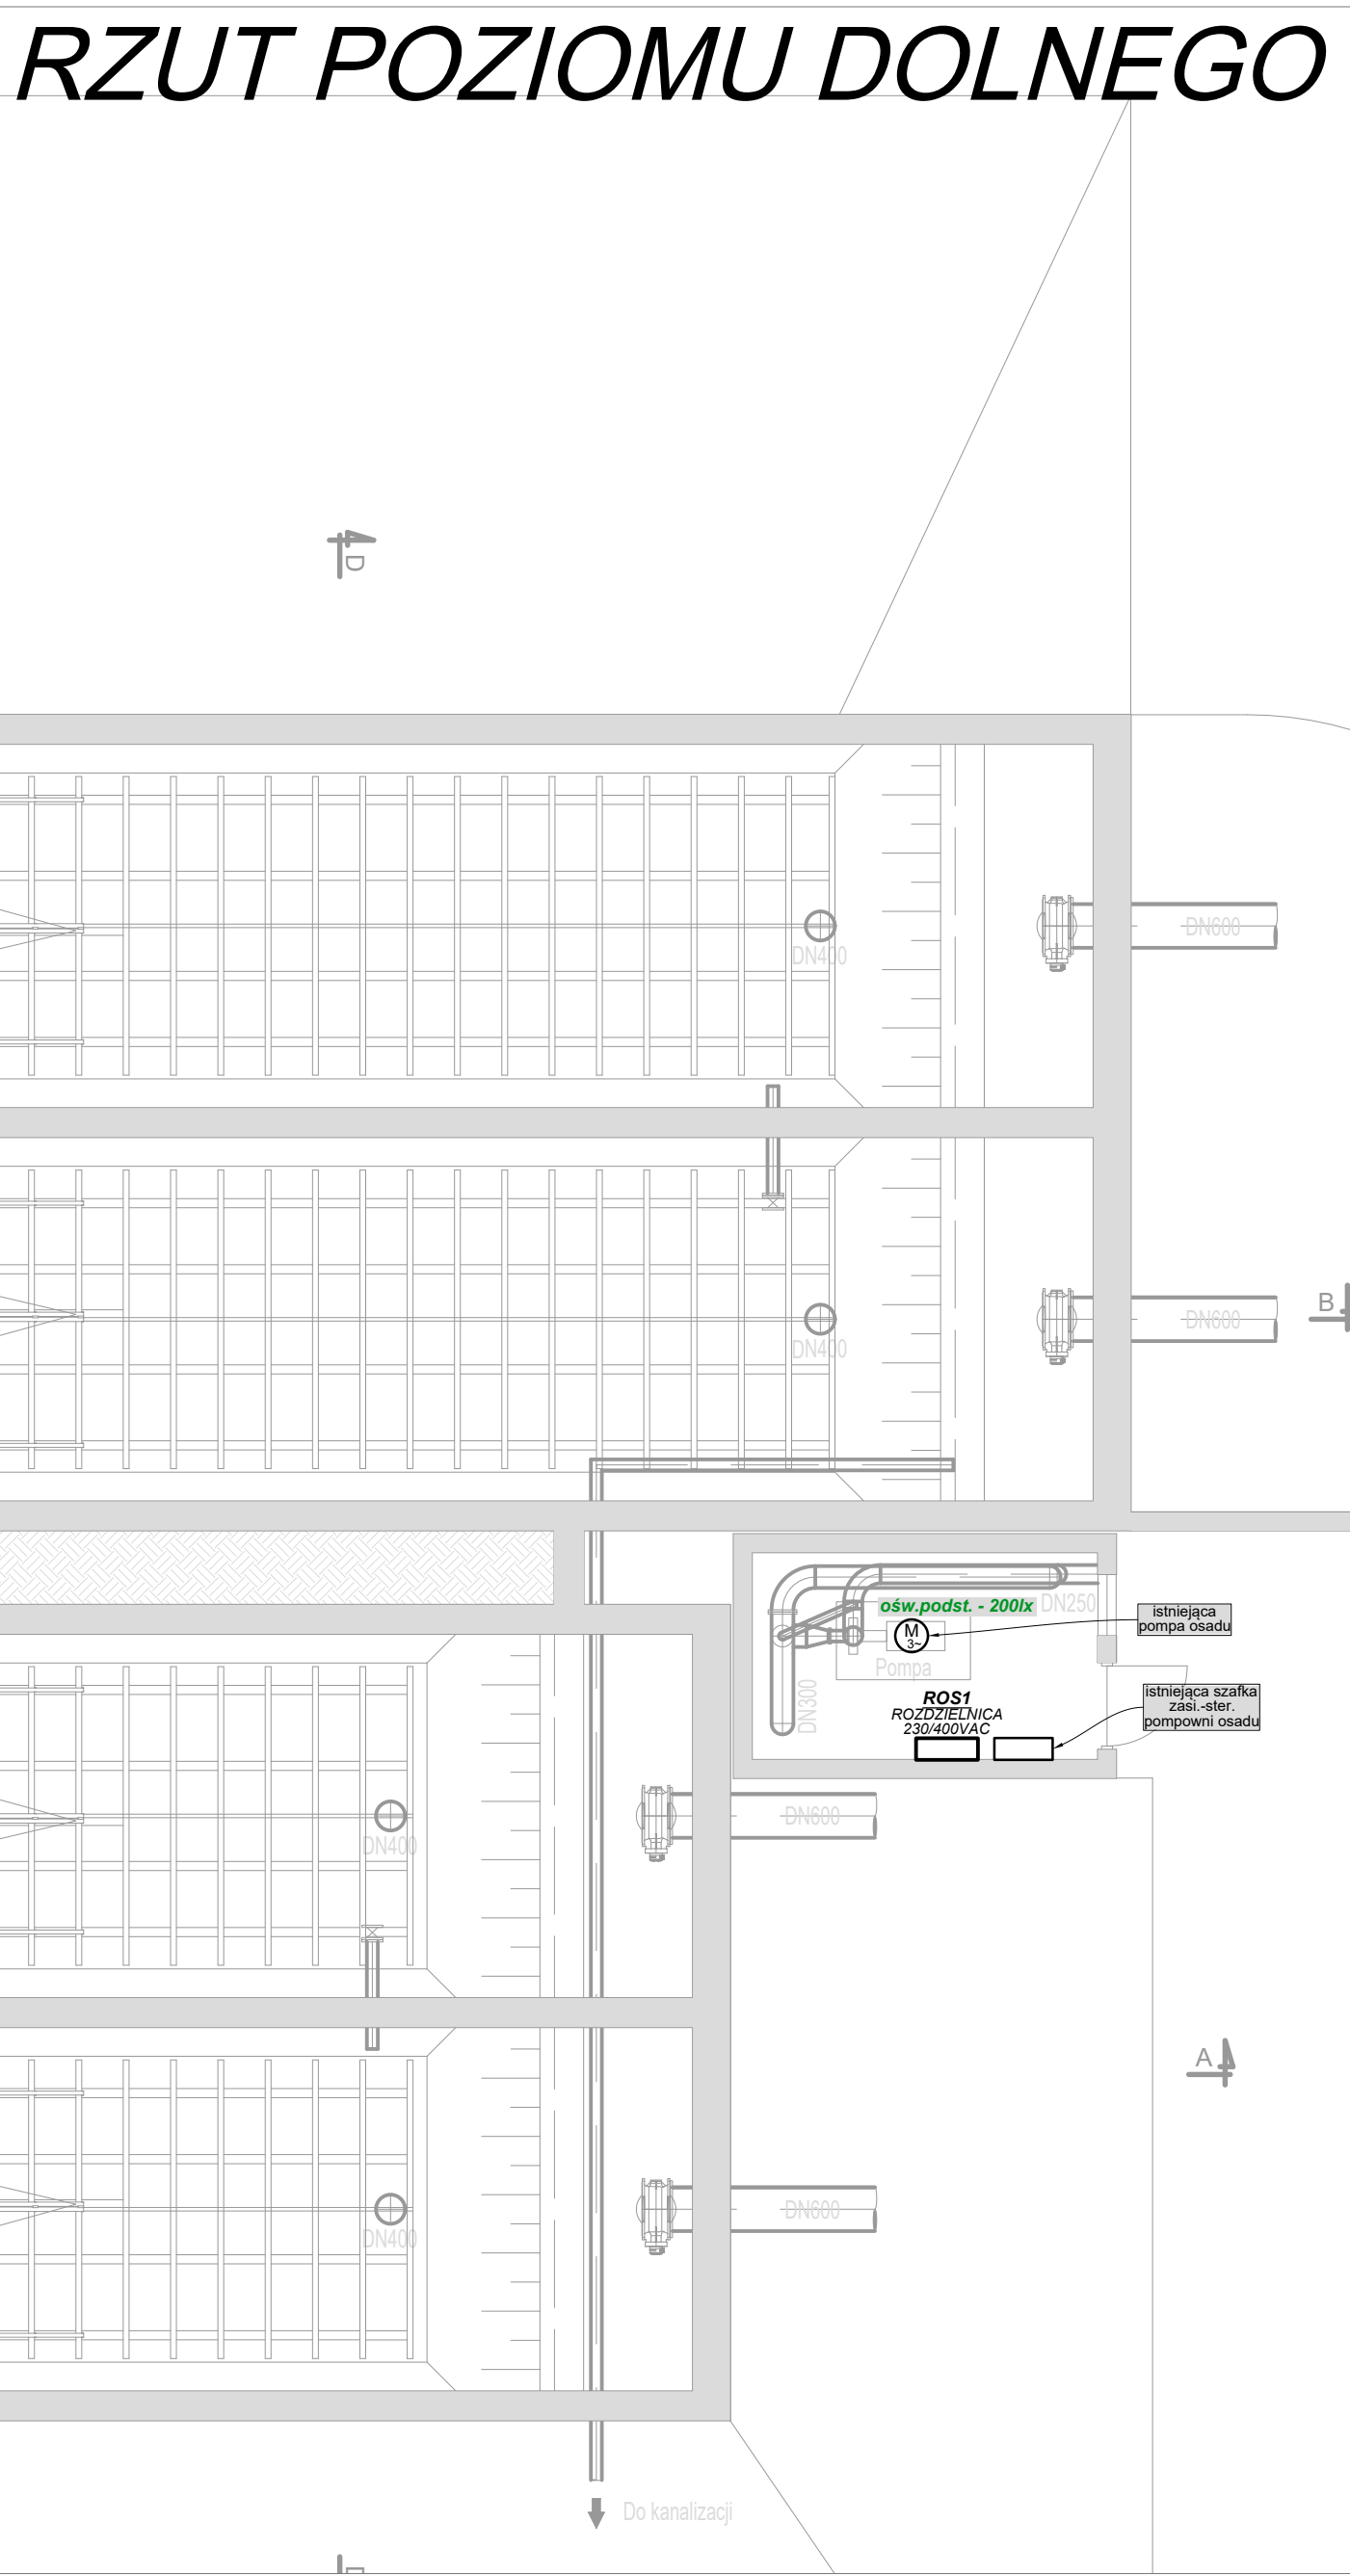 RZUT POZIOMU DOLNEGO
D
DN600
DN400
DN600
B
DN400
ośw.podst. - 200lx
DN250
istniejąca
pompa osadu
M
3~
Pompa
DN300
ROS1
ROZDZIELNICA
230/400VAC
istniejąca szafka
zasi.-ster.
pompowni osadu
DN600
DN400
A
DN600
DN400
Do kanalizacji